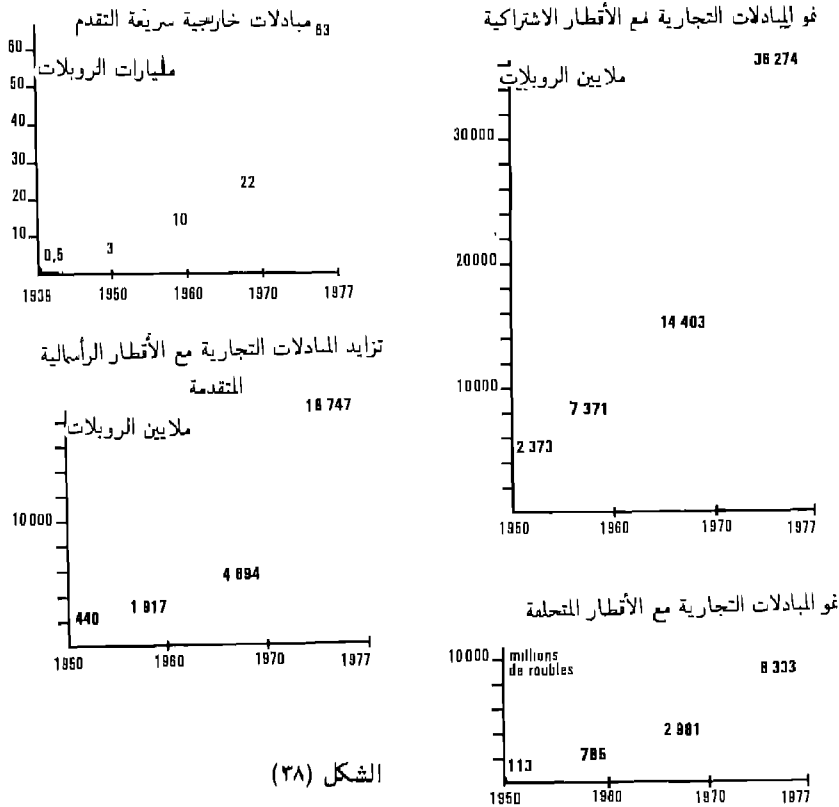 مبادلات خارجية سريعة التقدم 63
مليارات الروبلات
60
50
40
30
20
10
0,5
3
10
22
1938 1950 1960 1970 1977
نمو المبادلات التجارية مع الأقطار الاشتراكية
ملايين الروبلات
36 274
30000
20000
14 403
10000
7 371
2 373
1950 1960 1970 1977
تزايد المبادلات التجارية مع الأقطار الرأسمالية
المتقدمة
18 747
ملايين الروبلات
10000
4 694
1 917
440
1950 1960 1970 1977
نمو المبادلات التجارية مع الأقطار المتخلفة
10000
millions
de roubles
8 333
2 981
786
113
1950 1960 1970 1977
الشكل (٣٨)